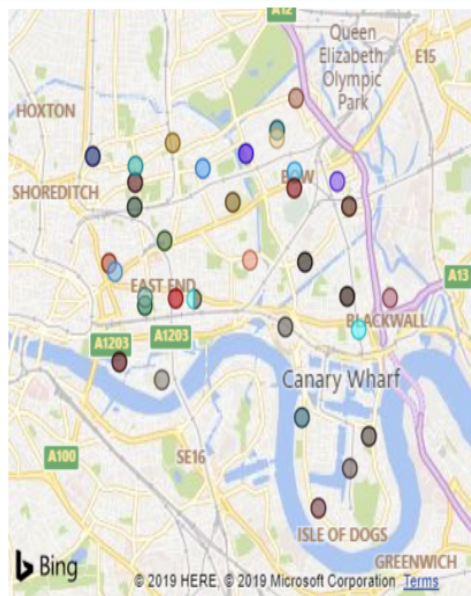 A12
Queen
Elizabeth
Olympic
Park
E15
HOXTON
SHOREDITCH
BOW
EAST END
A13
A1203
A1203
BLACKWALL
Canary Wharf
A100
SE16
ISLE OF DOGS
GREENWICH
Bing
© 2019 HERE, © 2019 Microsoft Corporation Terms